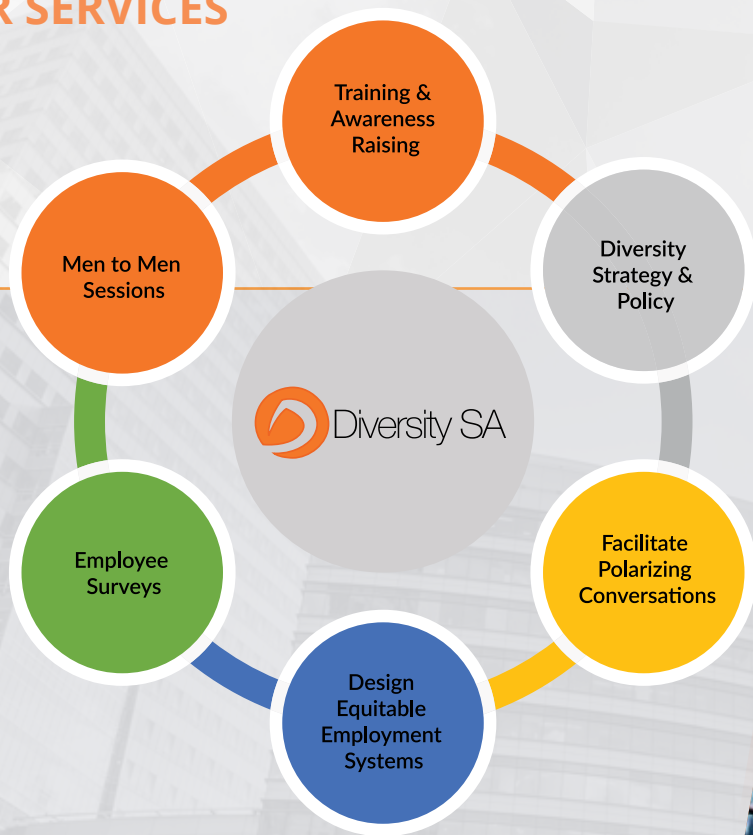 R SERVICES
Training &
Awareness
Raising
Men to Men
Sessions
Diversity
Strategy &
Policy
Diversity SA
Employee
Surveys
Facilitate
Polarizing
Conversations
Design
Equitable
Employment
Systems